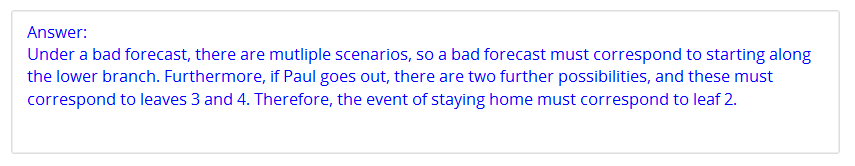 Answer:
Under a bad forecast, there are mutliple scenarios, so a bad forecast must correspond to starting along
the lower branch. Furthermore, if Paul goes out, there are two further possibilities, and these must
correspond to leaves 3 and 4. Therefore, the event of staying home must correspond to leaf 2.